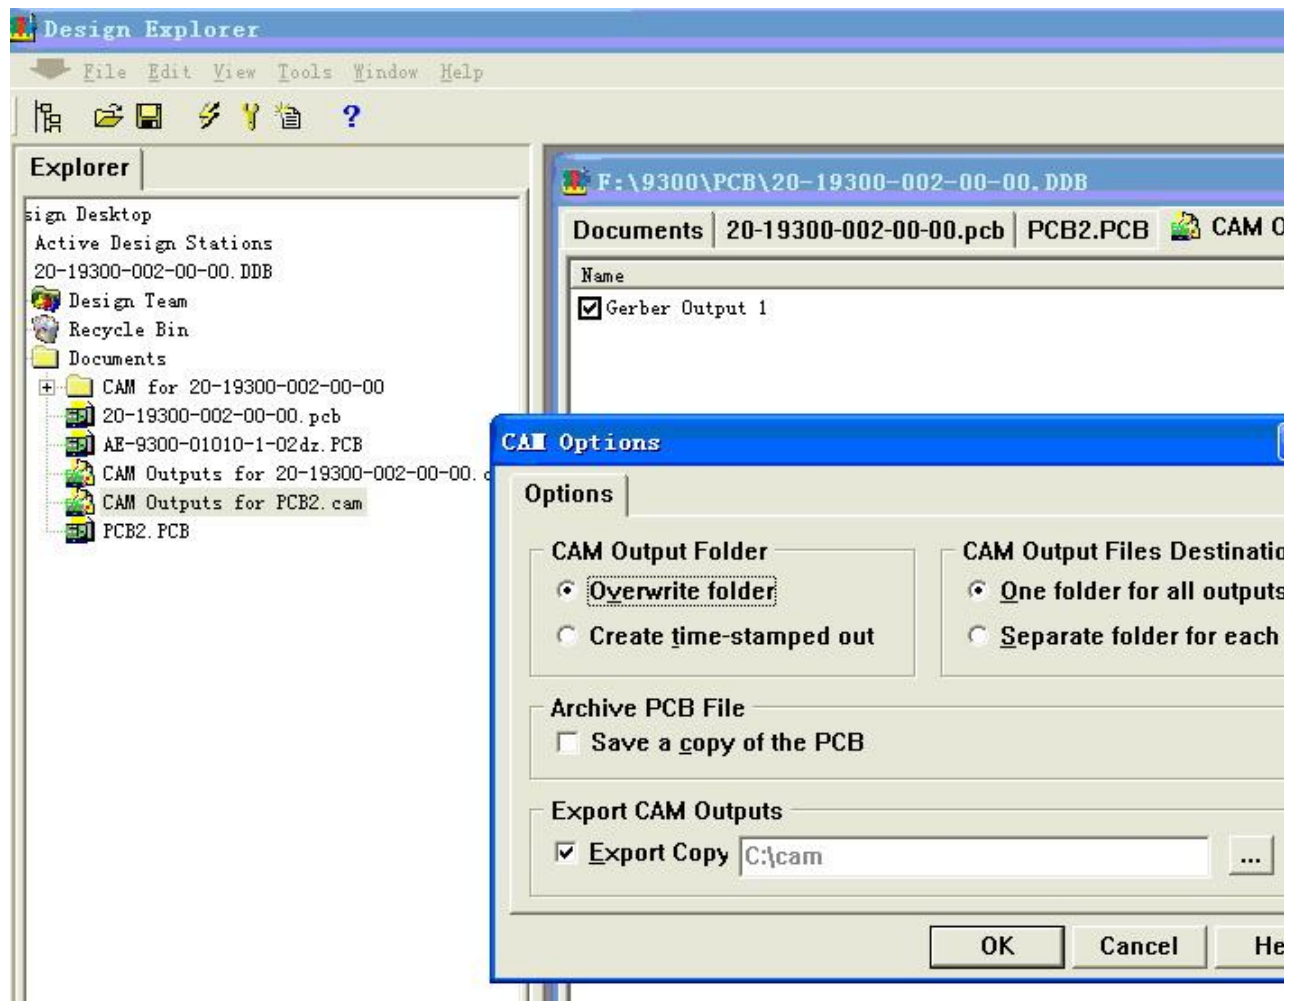 Design Explorer
File Edit View Tools Window Help
?
Explorer
F:\9300\PCB\20-19300-002-00-00.DDB
sign Desktop
Active Design Stations
20-19300-002-00-00.DDB
Design Team
Recycle Bin
Documents
CAM for 20-19300-002-00-00
20-19300-002-00-00.pcb
AE-9300-01010-1-02dz.PCB
CAM Outputs for 20-19300-002-00-00.
CAM Outputs for PCB2.cam
PCB2.PCB
Documents 20-19300-002-00-00.pcb PCB2.PCB CAM O
Name
Gerber Output 1
CAM Options
Options
CAM Output Folder
Overwrite folder
Create time-stamped out
CAM Output Files Destinatio
One folder for all outputs
Separate folder for each
Archive PCB File
Save a copy of the PCB
Export CAM Outputs
Export Copy C:\cam ...
OK Cancel He